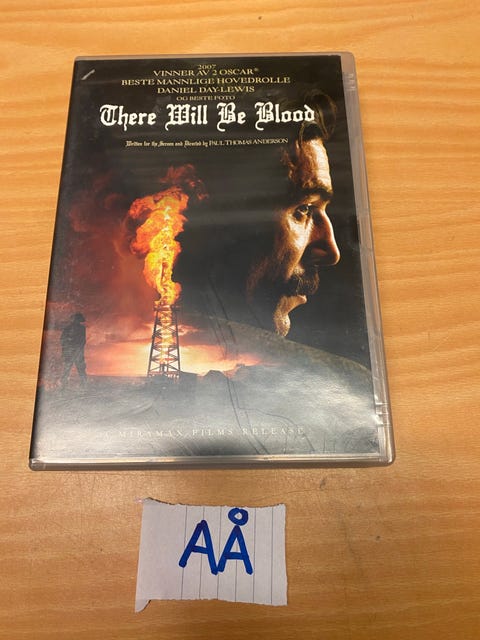 2007
VINNER AV 2 OSCAR®
BESTE MANNLIGE HOVEDROLLE
DANIEL DAY-LEWIS
OG BESTE FOTO
There Will Be Blood
Written for the Screen and Directed by PAUL THOMAS ANDERSON
A MIRAMAX FILMS RELEASE
AÅ